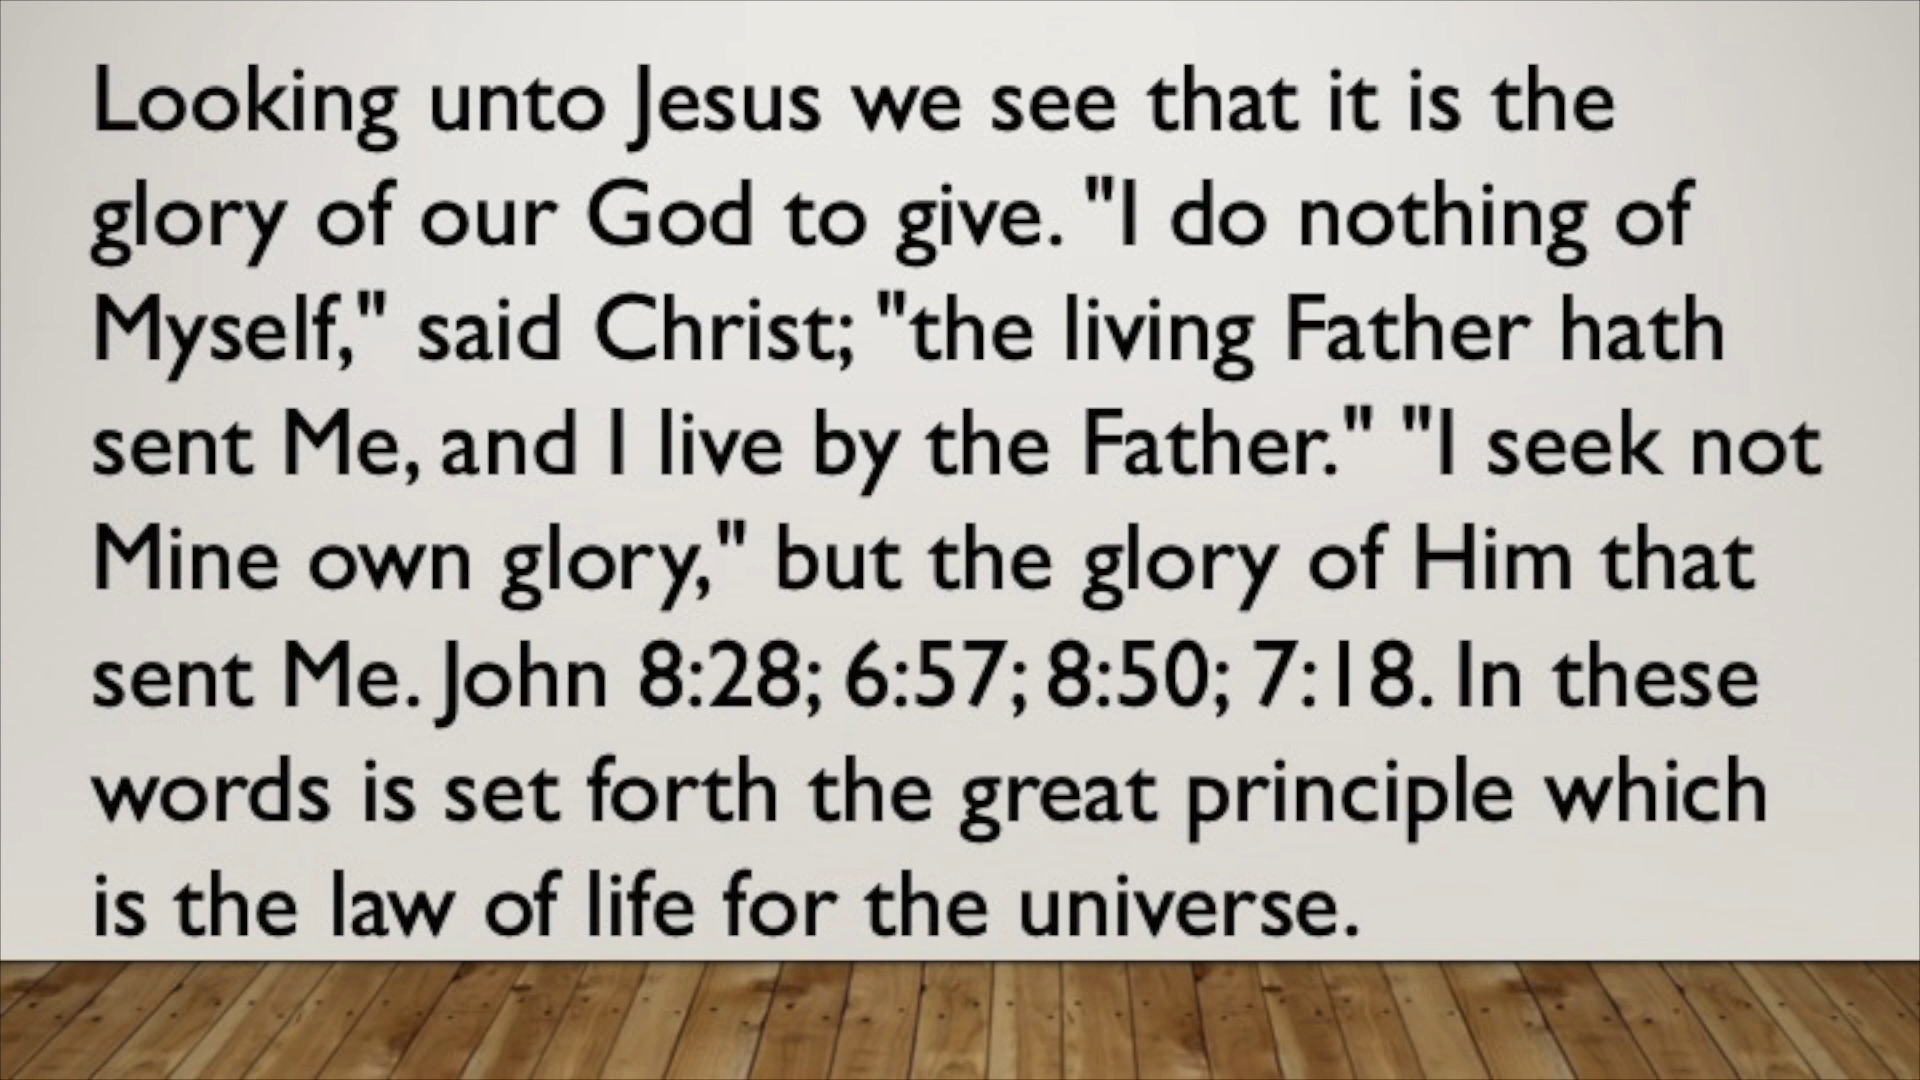 Looking unto Jesus we see that it is the
glory of our God to give. "I do nothing of
Myself," said Christ; "the living Father hath
sent Me, and I live by the Father." "I seek not
Mine own glory," but the glory of Him that
sent Me. John 8:28; 6:57; 8:50; 7:18. In these
words is set forth the great principle which
is the law of life for the universe.